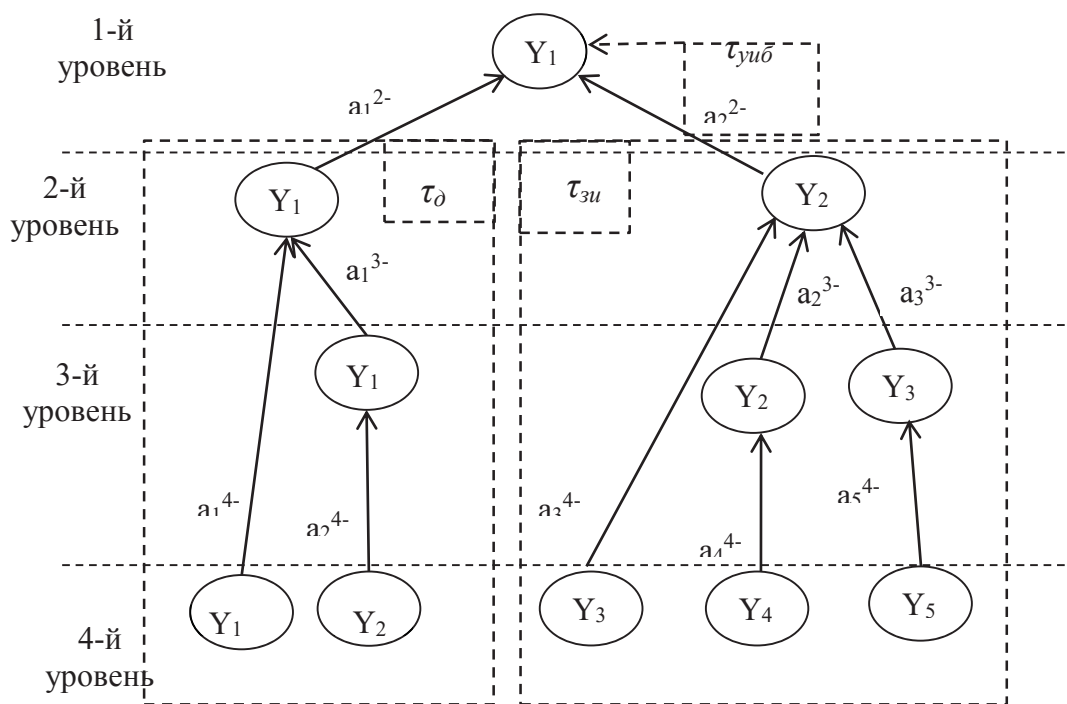 1-й
уровень
Y₁
τуиб
a₁²⁻
a₂²⁻
2-й
уровень
Y₁
τд
τзи
Y₂
a₁³⁻
a₂³⁻
a₃³⁻
3-й
уровень
Y₁
Y₂
Y₃
a₁⁴⁻
a₂⁴⁻
a₃⁴⁻
a₄⁴⁻
a₅⁴⁻
4-й
уровень
Y₁
Y₂
Y₃
Y₄
Y₅